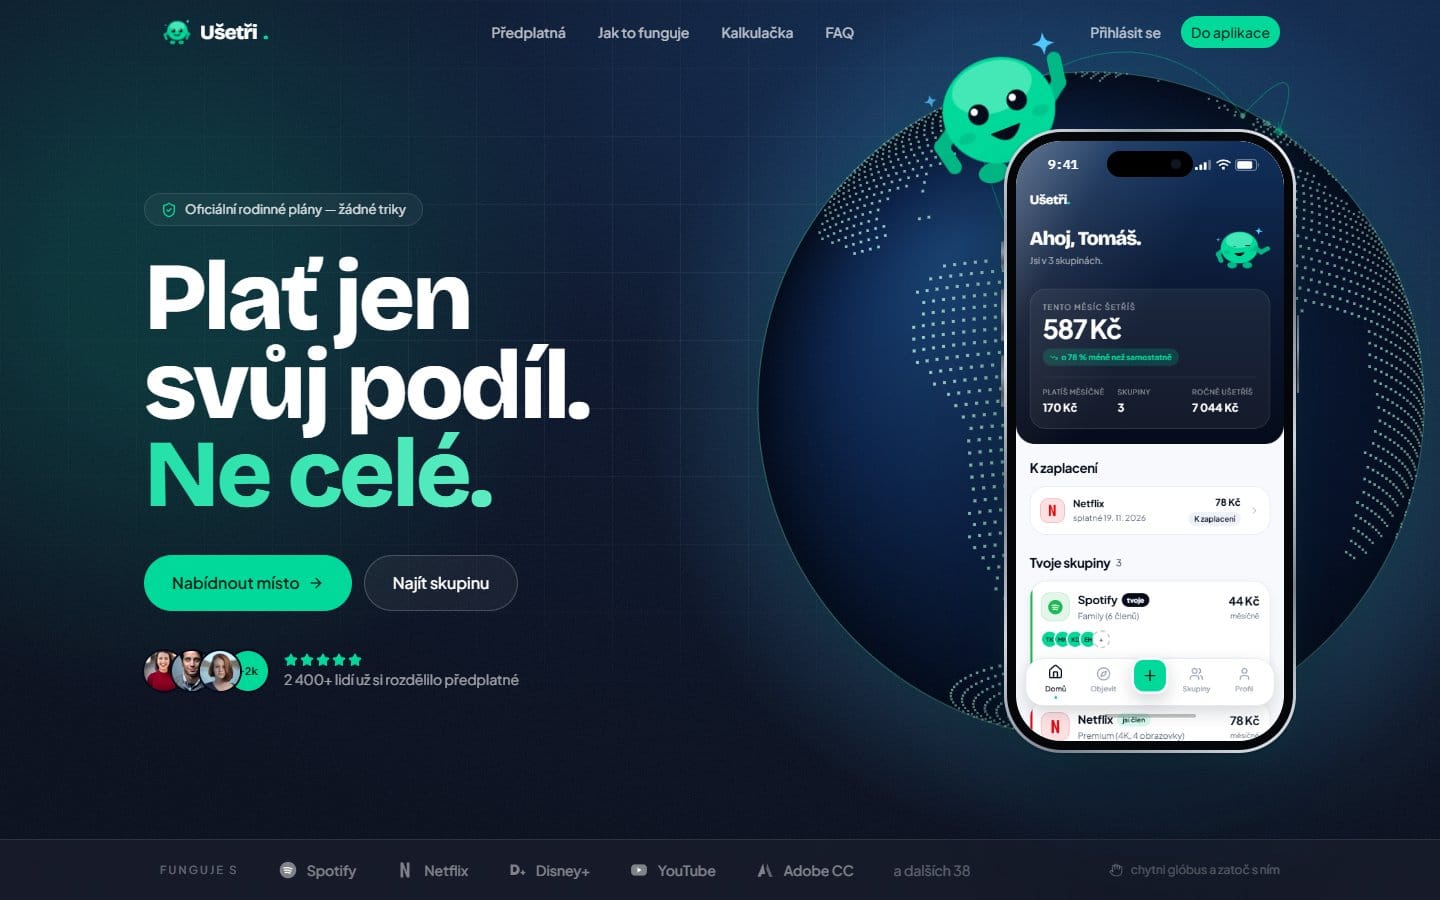 Ušetři.
Předplatná
Jak to funguje
Kalkulačka
FAQ
Přihlásit se
Do aplikace
Oficiální rodinné plány — žádné triky
Plať jen
svůj podíl.
Ne celé.
Nabídnout místo →
Najít skupinu
2k
2 400+ lidí už si rozdělilo předplatné
9:41
Ušetři.
Ahoj, Tomáš.
Jsi v 3 skupinách.
TENTO MĚSÍC ŠETŘÍŠ
587 Kč
o 78 % méně než samostatně
PLATÍŠ MĚSÍČNĚ
SKUPINY
ROČNĚ UŠETŘÍŠ
170 Kč
3
7 044 Kč
K zaplacení
Netflix
78 Kč
splatné 19. 11. 2026
K zaplacení
Tvoje skupiny 3
Spotify tvoje
44 Kč
Family (6 členů)
měsíčně
Domů
Objevit
+
Skupiny
Profil
Netflix jsi člen
78 Kč
Premium (4K, 4 obrazovky)
měsíčně
FUNGUJE S
Spotify
Netflix
Disney+
YouTube
Adobe CC
a dalších 38
chytni glóbus a zatoč s ním